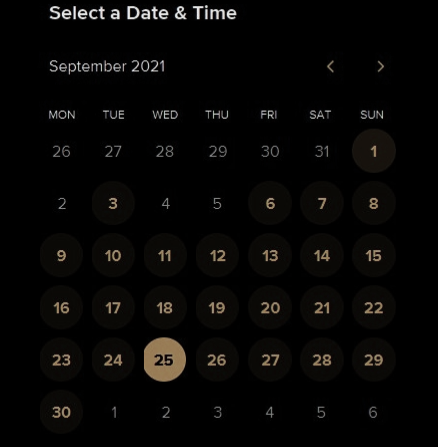 Select a Date & Time
September 2021
MON TUE WED THU FRI SAT SUN
26 27 28 29 30 31 1
2 3 4 5 6 7 8
9 10 11 12 13 14 15
16 17 18 19 20 21 22
23 24 25 26 27 28 29
30 1 2 3 4 5 6